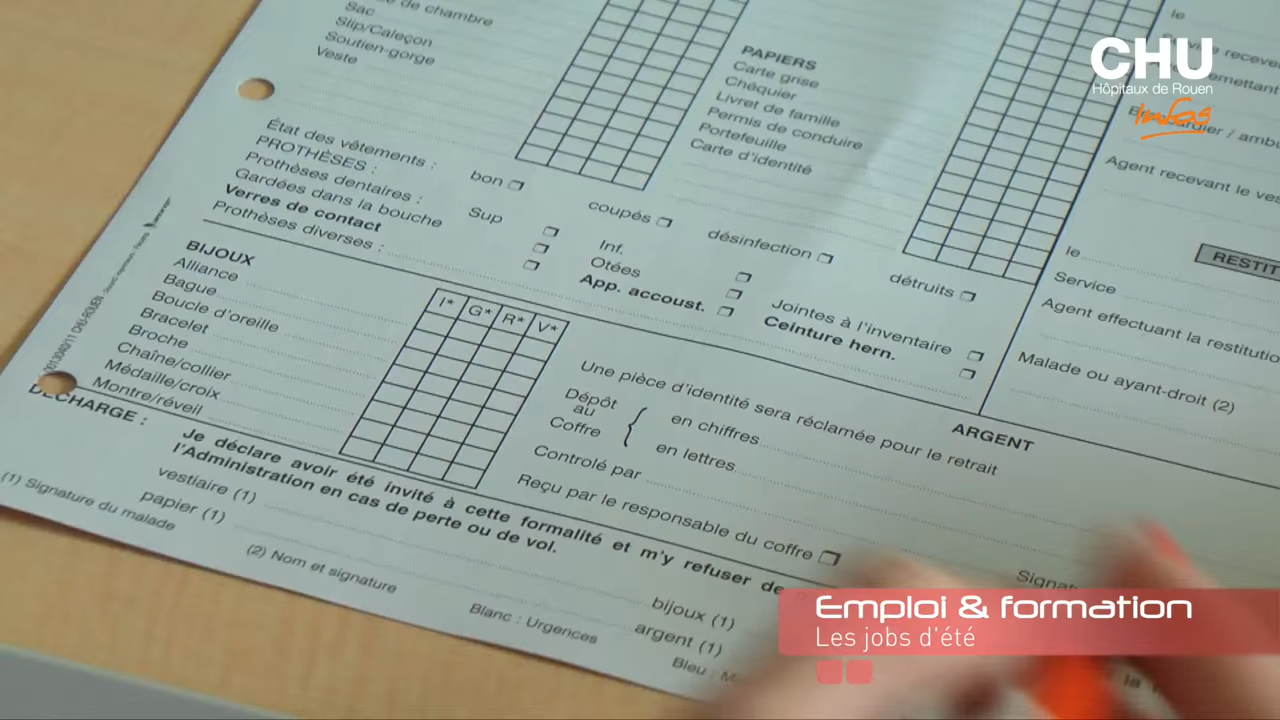 de chambre
Sac
Slip/Caleçon
Soutien-gorge
Veste
PAPIERS
Carte grise
Chéquier
Livret de famille
Permis de conduire
Portefeuille
Carte d'identité
le
CHU
Hôpitaux de Rouen
Infos
Agent recevant le
État des vêtements : bon coupés désinfection détruits
PROTHÈSES :
Prothèses dentaires : Sup Inf.
Gardées dans la bouche Otées Jointes à l'inventaire
Verres de contact App. accoust. Ceinture hern.
Prothèses diverses :
le
Service
Agent effectuant la
Malade ou ayant-droit (2)
BIJOUX
I* G* R* V*
Alliance
Bague
Boucle d'oreille
Bracelet
Broche
Chaîne/collier
Médaille/croix
Montre/réveil
ARGENT
Une pièce d'identité sera réclamée pour le retrait
Dépôt
au
Coffre
en chiffres
en lettres
Controlé par
Reçu par le responsable du coffre
DÉCHARGE :
Je déclare avoir été invité à cette formalité et m'y refuser de
l'Administration en cas de perte ou de vol.
vestiaire (1)
papier (1)
bijoux (1)
argent (1)
(1) Signature du malade
(2) Nom et signature
Blanc : Urgences
Bleu :
Emploi & formation
Les jobs d'été